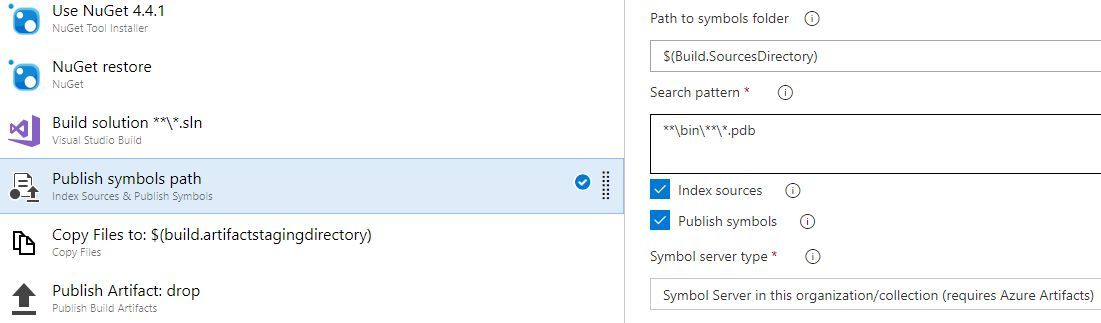 Use NuGet 4.4.1
NuGet Tool Installer
NuGet restore
NuGet
Build solution **\*.sln
Visual Studio Build
Publish symbols path
Index Sources & Publish Symbols
Copy Files to: $(build.artifactstagingdirectory)
Copy Files
Publish Artifact: drop
Publish Build Artifacts
Path to symbols folder
$(Build.SourcesDirectory)
Search pattern *
**\bin\**\*.pdb
Index sources
Publish symbols
Symbol server type *
Symbol Server in this organization/collection (requires Azure Artifacts)